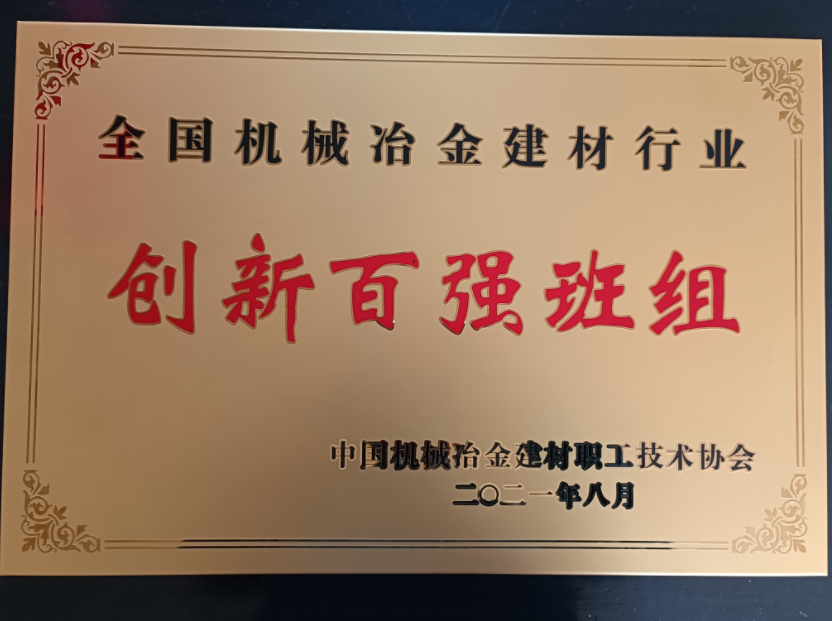 全国机械冶金建材行业
创新百强班组
中国机械冶金建材职工技术协会
二〇二一年八月